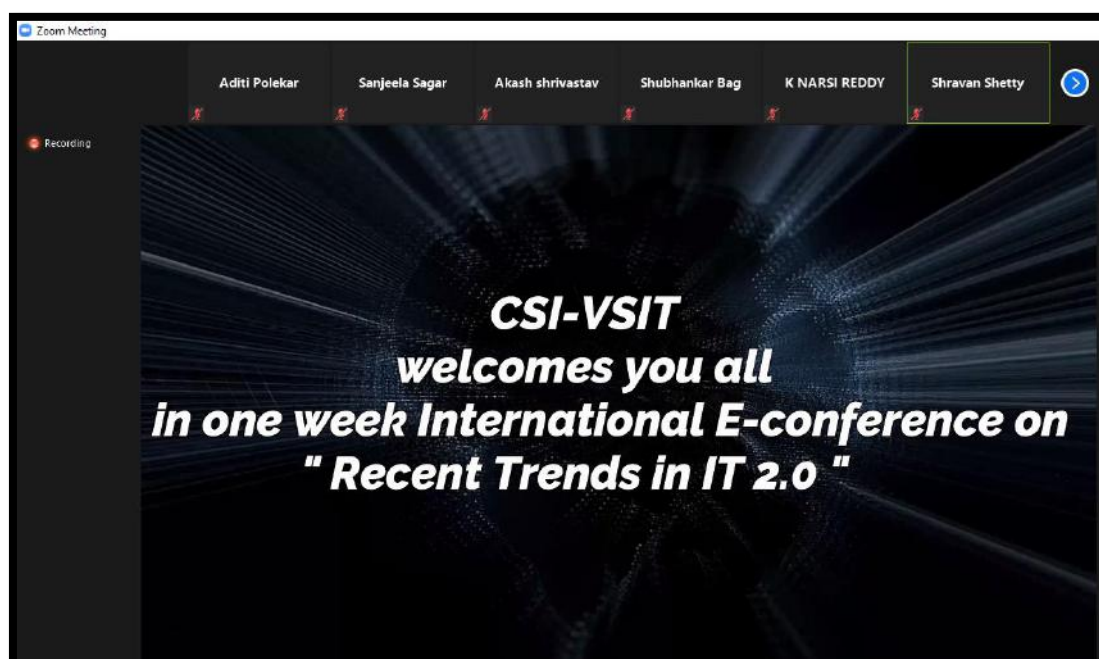 Zoom Meeting
Aditi Polekar
Sanjeela Sagar
Akash shrivastav
Shubhankar Bag
K NARSI REDDY
Shravan Shetty
Recording
CSI-VSIT
welcomes you all
in one week International E-conference on
" Recent Trends in IT 2.0 "